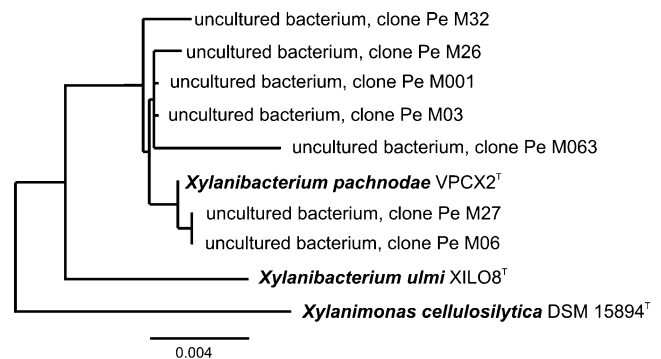 uncultured bacterium, clone Pe M32
uncultured bacterium, clone Pe M26
uncultured bacterium, clone Pe M001
uncultured bacterium, clone Pe M03
uncultured bacterium, clone Pe M063
Xylanibacterium pachnodae VPCX2ᵀ
uncultured bacterium, clone Pe M27
uncultured bacterium, clone Pe M06
Xylanibacterium ulmi XILO8ᵀ
Xylanimonas cellulosilytica DSM 15894ᵀ
0.004